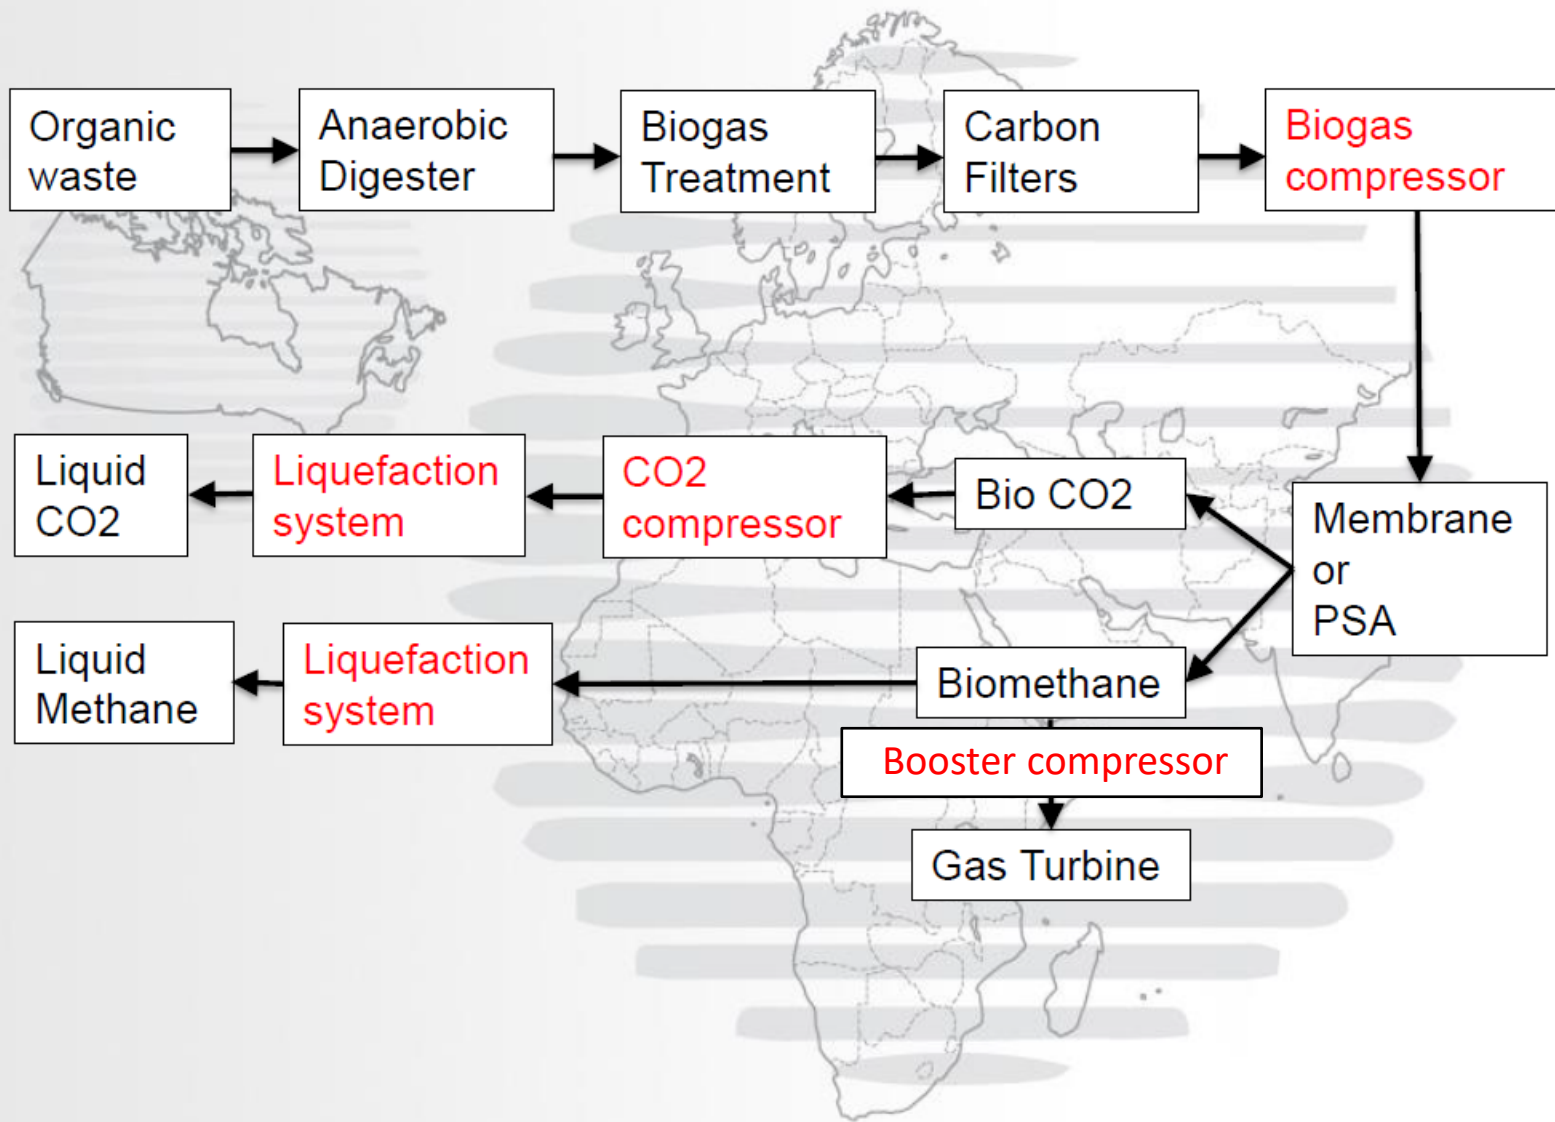 Organic
waste
Anaerobic
Digester
Biogas
Treatment
Carbon
Filters
Biogas
compressor
Liquid
CO2
Liquefaction
system
CO2
compressor
Bio CO2
Membrane
or
PSA
Liquid
Methane
Liquefaction
system
Biomethane
Booster compressor
Gas Turbine